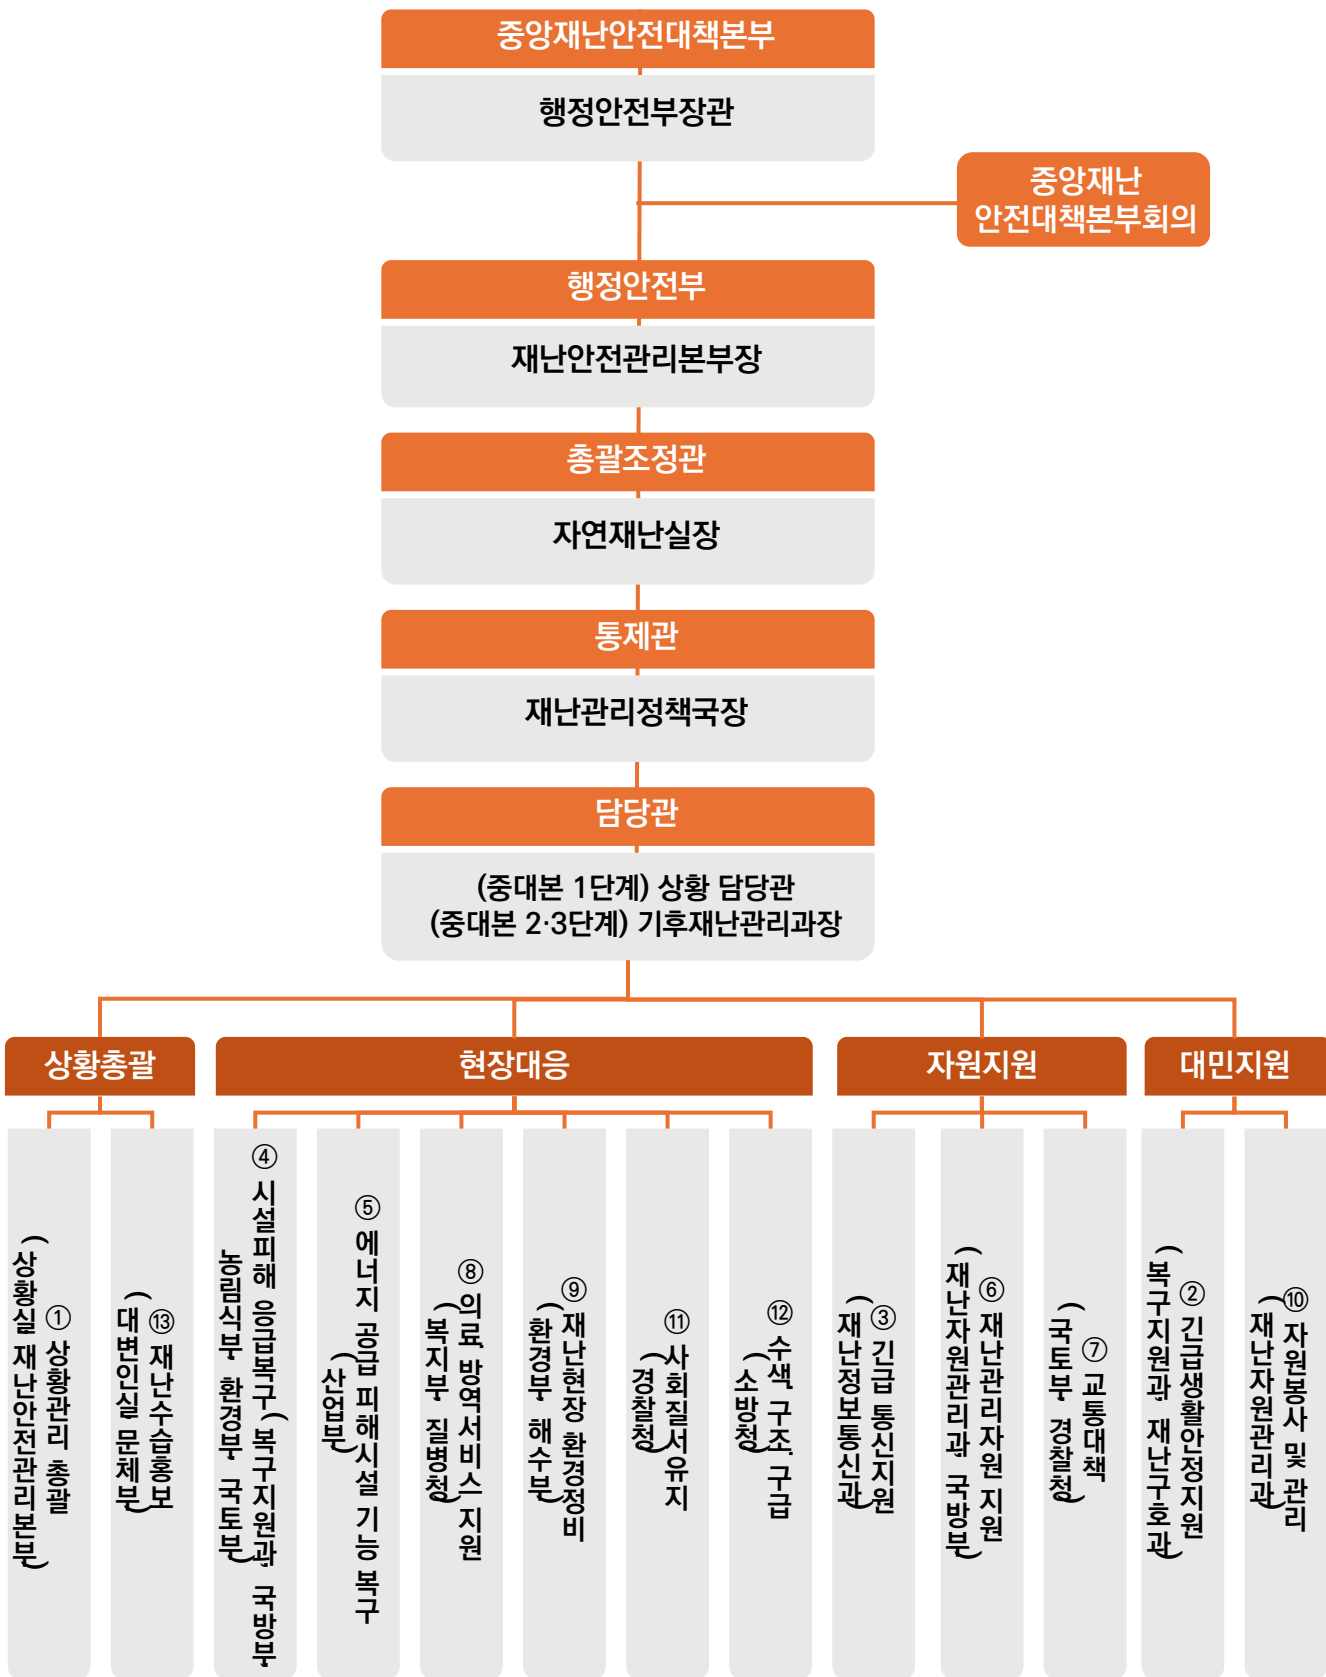 중앙재난안전대책본부
행정안전부장관
중앙재난
안전대책본부회의
행정안전부
재난안전관리본부장
총괄조정관
자연재난실장
통제관
재난관리정책국장
담당관
(중대본 1단계) 상황 담당관
(중대본 2·3단계) 기후재난관리과장
상황총괄
현장대응
자원지원
대민지원
① 상황관리 총괄
(상황실, 재난안전관리본부)
⑬ 재난수습홍보
(대변인실, 문체부)
④ 시설피해 응급복구(복구지원과, 국방부,
농림식부, 환경부, 국토부)
⑤ 에너지 공급 피해시설 기능 복구
(산업부)
⑧ 의료, 방역서비스 지원
(복지부, 질병청)
⑨ 재난현장 환경정비
(환경부, 해수부)
⑪ 사회질서유지
(경찰청)
⑫ 수색, 구조, 구급
(소방청)
③ 긴급 통신지원
(재난정보통신과)
⑥ 재난관리자원 지원
(재난자원관리과, 국방부)
⑦ 교통대책
(국토부, 경찰청)
② 긴급생활안정지원
(복구지원과, 재난구호과)
⑩ 자원봉사 및 관리
(재난자원관리과)